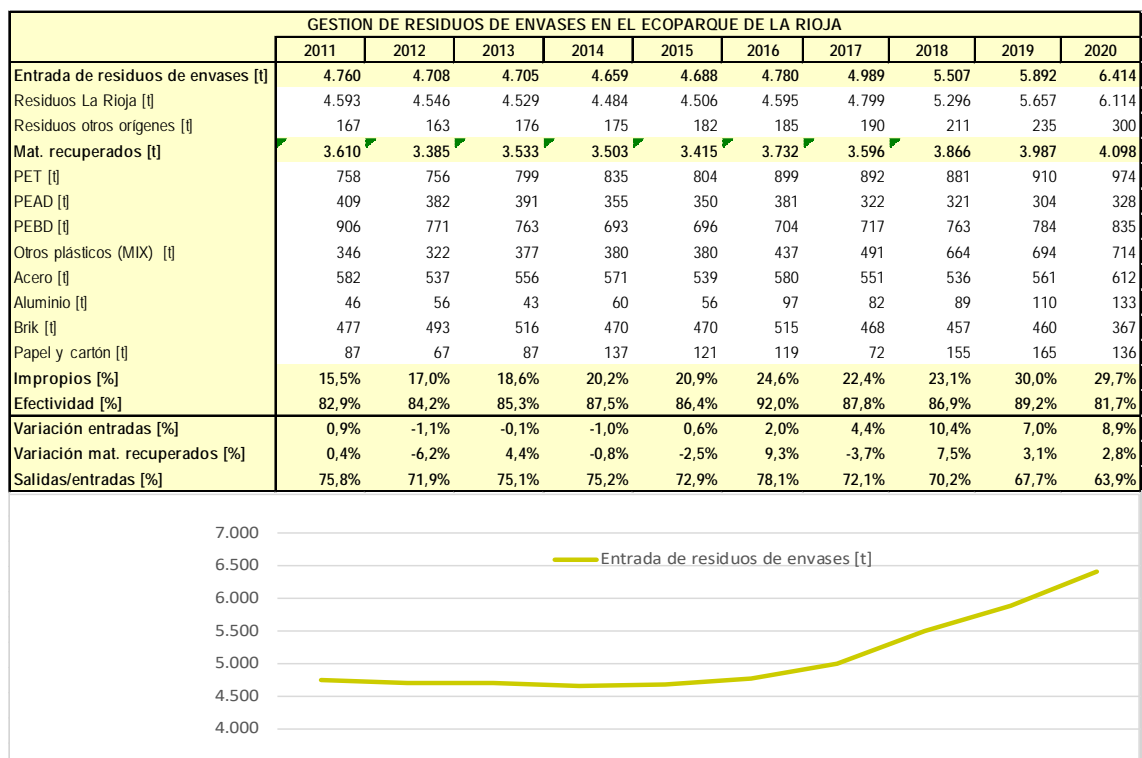 GESTION DE RESIDUOS DE ENVASES EN EL ECOPARQUE DE LA RIOJA
2011 2012 2013 2014 2015 2016 2017 2018 2019 2020
Entrada de residuos de envases [t] 4.760 4.708 4.705 4.659 4.688 4.780 4.989 5.507 5.892 6.414
Residuos La Rioja [t] 4.593 4.546 4.529 4.484 4.506 4.595 4.799 5.296 5.657 6.114
Residuos otros orígenes [t] 167 163 176 175 182 185 190 211 235 300
Mat. recuperados [t] 3.610 3.385 3.533 3.503 3.415 3.732 3.596 3.866 3.987 4.098
PET [t] 758 756 799 835 804 899 892 881 910 974
PEAD [t] 409 382 391 355 350 381 322 321 304 328
PEBD [t] 906 771 763 693 696 704 717 763 784 835
Otros plásticos (MIX) [t] 346 322 377 380 380 437 491 664 694 714
Acero [t] 582 537 556 571 539 580 551 536 561 612
Aluminio [t] 46 56 43 60 56 97 82 89 110 133
Brik [t] 477 493 516 470 470 515 468 457 460 367
Papel y cartón [t] 87 67 87 137 121 119 72 155 165 136
Impropios [%] 15,5% 17,0% 18,6% 20,2% 20,9% 24,6% 22,4% 23,1% 30,0% 29,7%
Efectividad [%] 82,9% 84,2% 85,3% 87,5% 86,4% 92,0% 87,8% 86,9% 89,2% 81,7%
Variación entradas [%] 0,9% -1,1% -0,1% -1,0% 0,6% 2,0% 4,4% 10,4% 7,0% 8,9%
Variación mat. recuperados [%] 0,4% -6,2% 4,4% -0,8% -2,5% 9,3% -3,7% 7,5% 3,1% 2,8%
Salidas/entradas [%] 75,8% 71,9% 75,1% 75,2% 72,9% 78,1% 72,1% 70,2% 67,7% 63,9%
7.000
Entrada de residuos de envases [t]
6.500
6.000
5.500
5.000
4.500
4.000